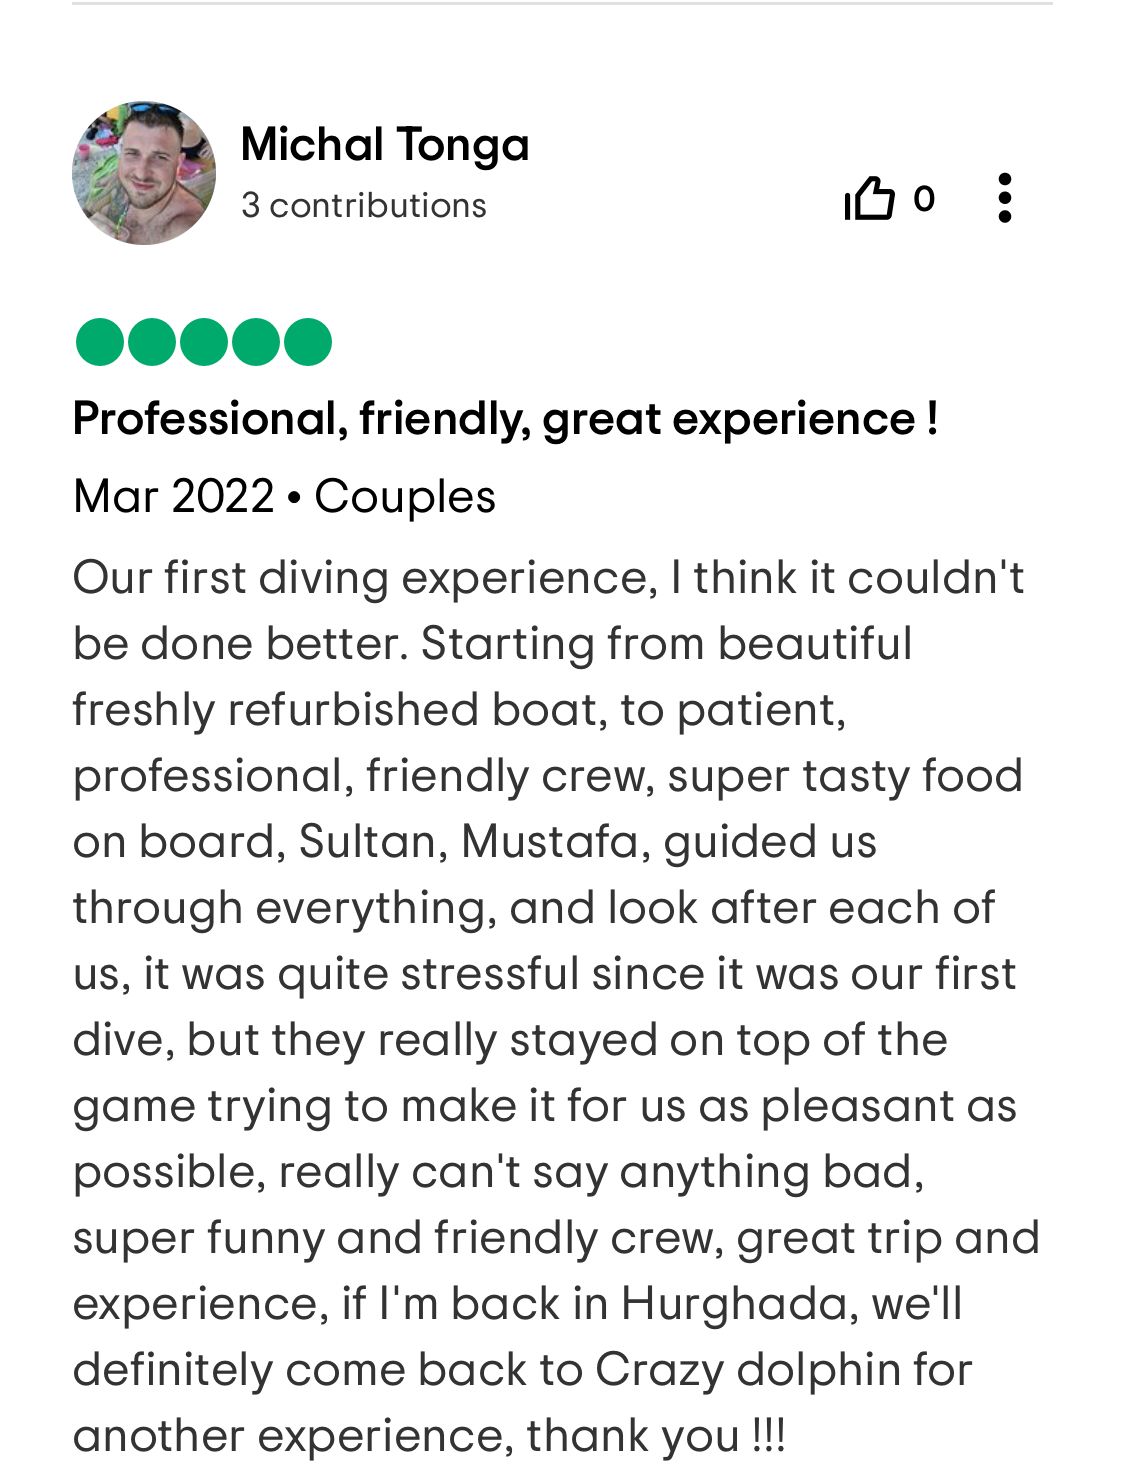 Michal Tonga
3 contributions
0
Professional, friendly, great experience !
Mar 2022 • Couples
Our first diving experience, I think it couldn't
be done better. Starting from beautiful
freshly refurbished boat, to patient,
professional, friendly crew, super tasty food
on board, Sultan, Mustafa, guided us
through everything, and look after each of
us, it was quite stressful since it was our first
dive, but they really stayed on top of the
game trying to make it for us as pleasant as
possible, really can't say anything bad,
super funny and friendly crew, great trip and
experience, if I'm back in Hurghada, we'll
definitely come back to Crazy dolphin for
another experience, thank you !!!